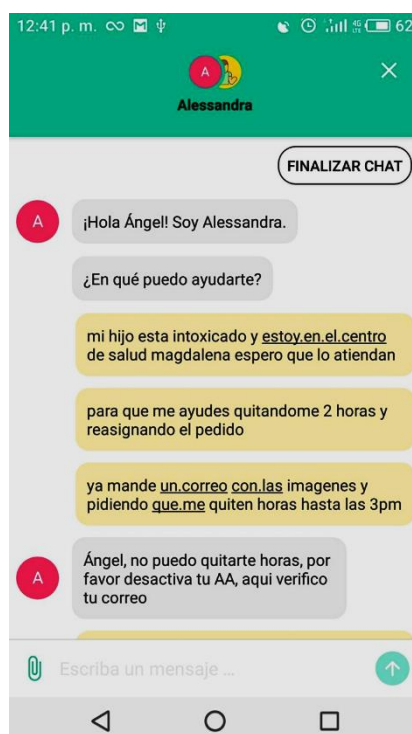 12:41 p. m.
4G
LTE
62
A
Alessandra
FINALIZAR CHAT
A
¡Hola Ángel! Soy Alessandra.
¿En qué puedo ayudarte?
mi hijo esta intoxicado y estoy.en.el.centro
de salud magdalena espero que lo atiendan
para que me ayudes quitandome 2 horas y
reasignando el pedido
ya mande un.correo con.las imagenes y
pidiendo que.me quiten horas hasta las 3pm
A
Ángel, no puedo quitarte horas, por
favor desactiva tu AA, aqui verifico
tu correo
Escriba un mensaje ...